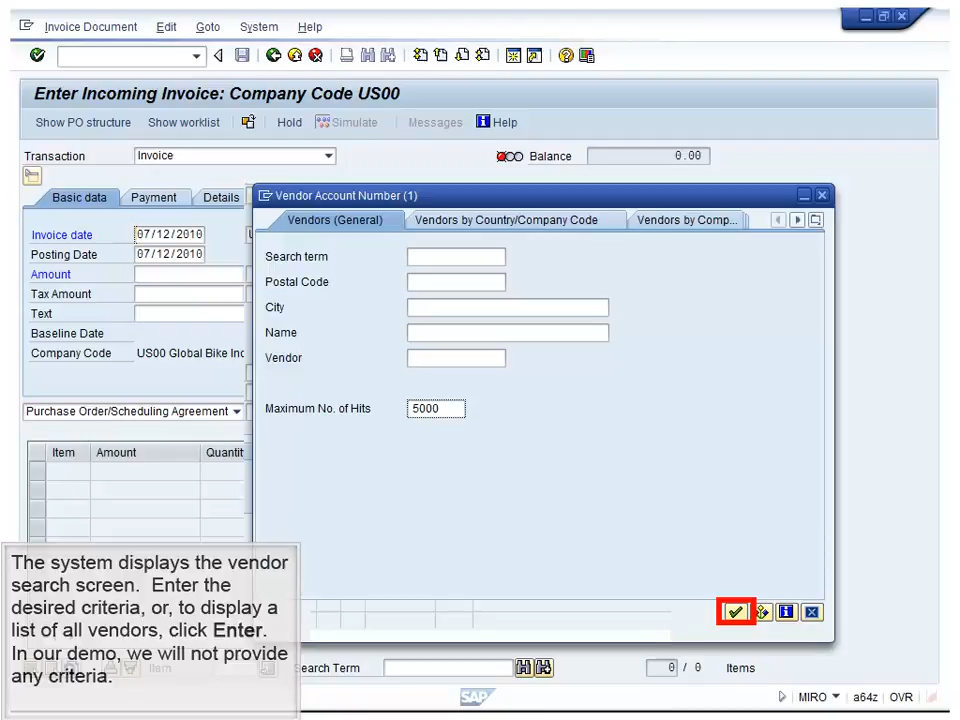 Invoice Document Edit Goto System Help
Enter Incoming Invoice: Company Code US00
Show PO structure Show worklist Hold Simulate Messages Help
Transaction Invoice Balance 0.00
Basic data Payment Details
Invoice date 07/12/2010
Posting Date 07/12/2010
Amount
Tax Amount
Text
Baseline Date
Company Code US00 Global Bike Inc
Purchase Order/Scheduling Agreement
Item Amount Quantit
Vendor Account Number (1)
Vendors (General) Vendors by Country/Company Code Vendors by Comp...
Search term
Postal Code
City
Name
Vendor
Maximum No. of Hits 5000
The system displays the vendor
search screen. Enter the
desired criteria, or, to display a
list of all vendors, click Enter.
In our demo, we will not provide
any criteria.
Item
earch Term 0 / 0 Items
SAP MIRO a64z OVR